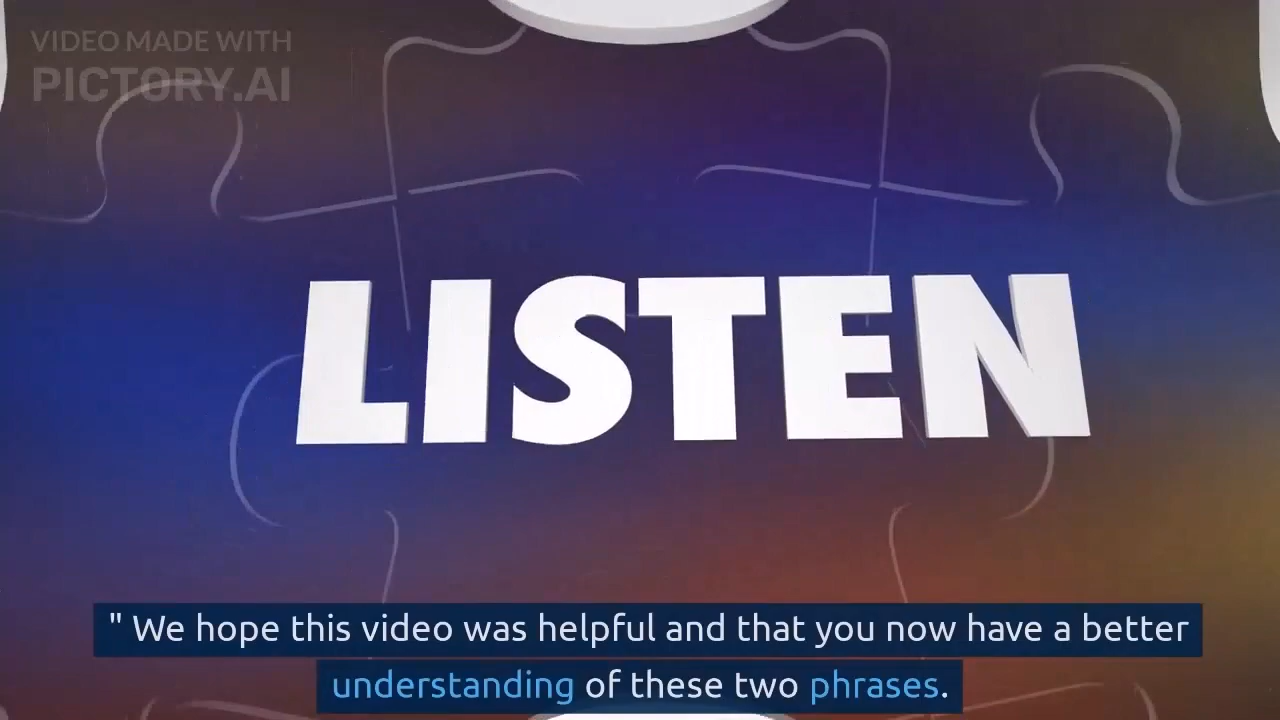 VIDEO MADE WITH
PICTORY.AI
LISTEN
" We hope this video was helpful and that you now have a better
understanding of these two phrases.